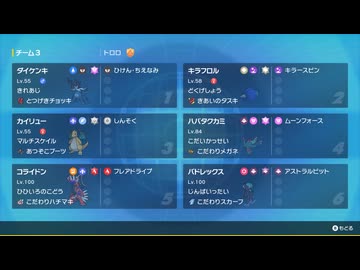 チーム3
トロロ
ダイケンキ
Lv.55
きれあじ
とつげきチョッキ
ひけん・ちえなみ
1
キラフロル
Lv.58
どくげしょう
きあいのタスキ
キラースピン
2
カイリュー
Lv.55
マルチスケイル
あつぞこブーツ
しんそく
3
ハバタクカミ
Lv.84
こだいかっせい
こだわりメガネ
ムーンフォース
4
コライドン
Lv.100
ひひいろのこどう
こだわりハチマキ
フレアドライブ
5
バドレックス
Lv.100
じんばいったい
こだわりスカーフ
アストラルビット
6
もどる